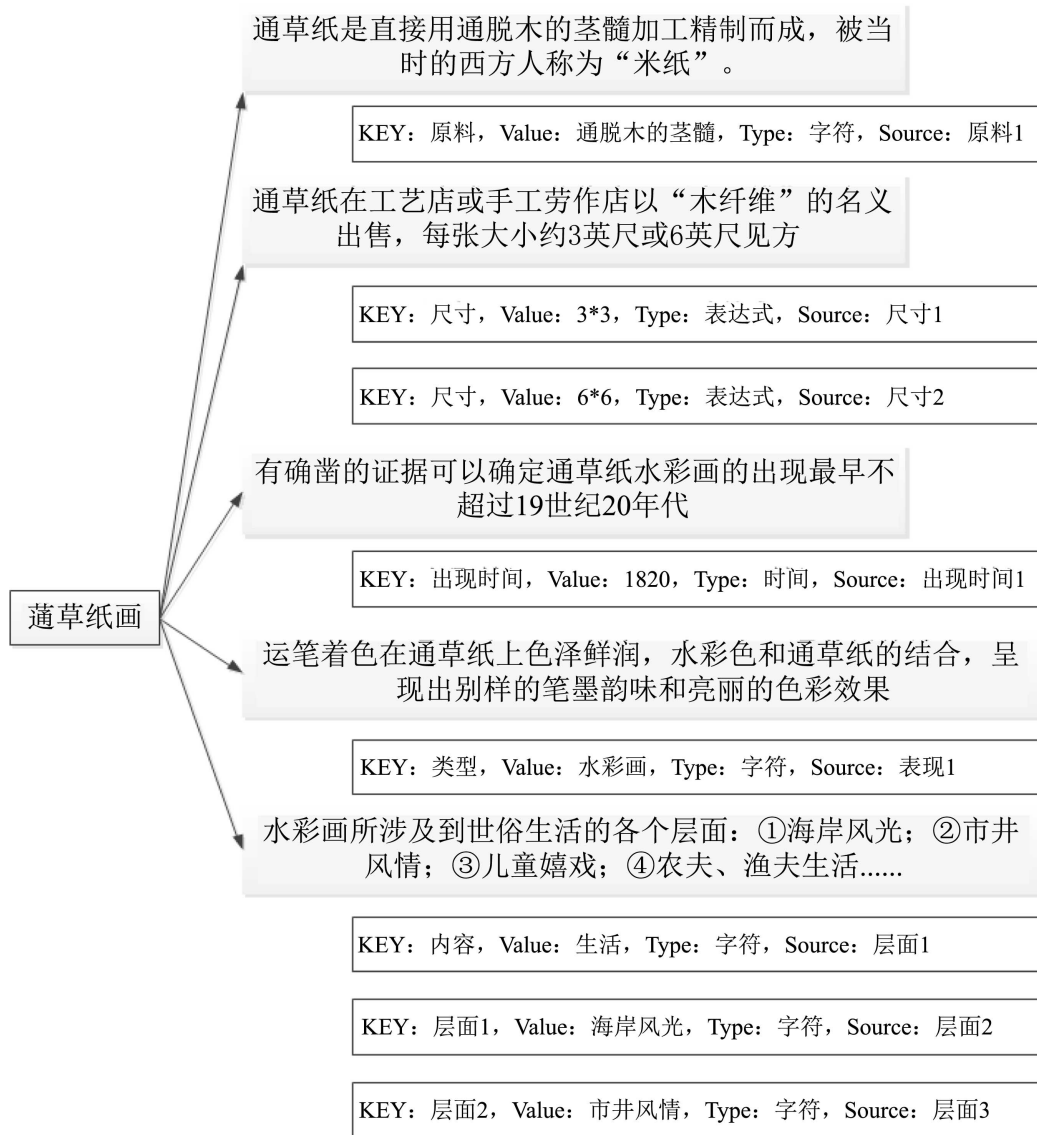 通草纸是直接用通脱木的茎髓加工精制而成，被当
时的西方人称为“米纸”。
KEY：原料，Value：通脱木的茎髓，Type：字符，Source：原料1
通草纸在工艺店或手工劳作店以“木纤维”的名义
出售，每张大小约3英尺或6英尺见方
KEY：尺寸，Value：3*3，Type：表达式，Source：尺寸1
KEY：尺寸，Value：6*6，Type：表达式，Source：尺寸2
有确凿的证据可以确定通草纸水彩画的出现最早不
超过19世纪20年代
KEY：出现时间，Value：1820，Type：时间，Source：出现时间1
蓪草纸画
运笔着色在通草纸上色泽鲜润，水彩色和通草纸的结合，呈
现出别样的笔墨韵味和亮丽的色彩效果
KEY：类型，Value：水彩画，Type：字符，Source：表现1
水彩画所涉及到世俗生活的各个层面：①海岸风光；②市井
风情；③儿童嬉戏；④农夫、渔夫生活......
KEY：内容，Value：生活，Type：字符，Source：层面1
KEY：层面1，Value：海岸风光，Type：字符，Source：层面2
KEY：层面2，Value：市井风情，Type：字符，Source：层面3